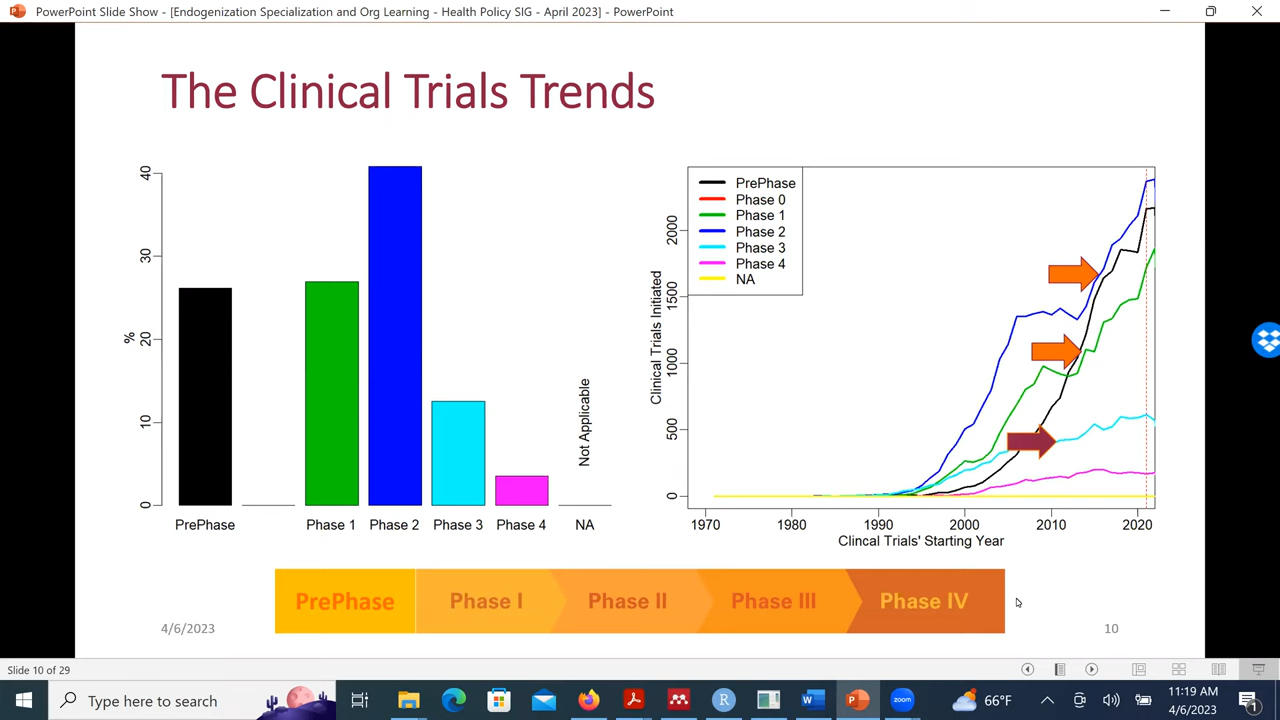 PowerPoint Slide Show - [Endogenization Specialization and Org Learning - Health Policy SIG - April 2023] - PowerPoint
The Clinical Trials Trends
40
30
20
10
0
%
Not Applicable
PrePhase
Phase 1
Phase 2
Phase 3
Phase 4
NA
PrePhase
Phase 0
Phase 1
Phase 2
Phase 3
Phase 4
NA
Clinical Trials Initiated
2000
1500
1000
500
0
1970 1980 1990 2000 2010 2020
Clincal Trials' Starting Year
PrePhase Phase I Phase II Phase III Phase IV
4/6/2023
10
Slide 10 of 29
Type here to search
zoom
66°F
11:19 AM
4/6/2023
1